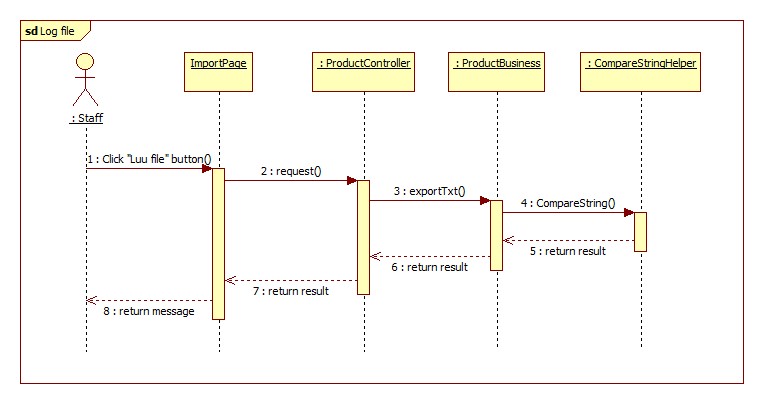 sd Log file
ImportPage
: ProductController
: ProductBusiness
: CompareStringHelper
: Staff
1 : Click "Luu file" button()
2 : request()
3 : exportTxt()
4 : CompareString()
5 : return result
6 : return result
7 : return result
8 : return message